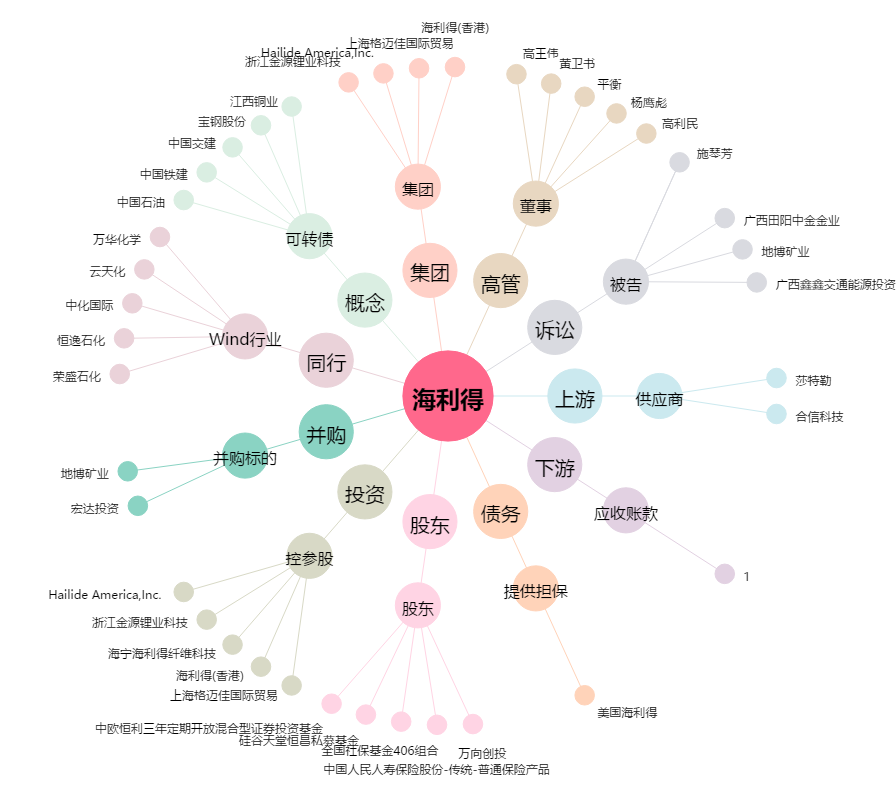 海利得(香港)
上海格迈佳国际贸易
Hailide America,Inc.
浙江金源锂业科技
集团
集团
高王伟
黄卫书
平衡
杨鹰彪
高利民
董事
高管
施琴芳
广西田阳中金金业
地博矿业
广西鑫鑫交通能源投资
被告
诉讼
江西铜业
宝钢股份
中国交建
中国铁建
中国石油
可转债
概念
万华化学
云天化
中化国际
恒逸石化
荣盛石化
Wind行业
同行
海利得
上游
供应商
莎特勒
合信科技
并购
并购标的
地博矿业
宏达投资
下游
应收账款
1
投资
控参股
Hailide America,Inc.
浙江金源锂业科技
海宁海利得纤维科技
海利得(香港)
上海格迈佳国际贸易
股东
股东
中欧恒利三年定期开放混合型证券投资基金
硅谷天堂恒昌私募基金
全国社保基金406组合
中国人民人寿保险股份-传统-普通保险产品
万向创投
债务
提供担保
美国海利得